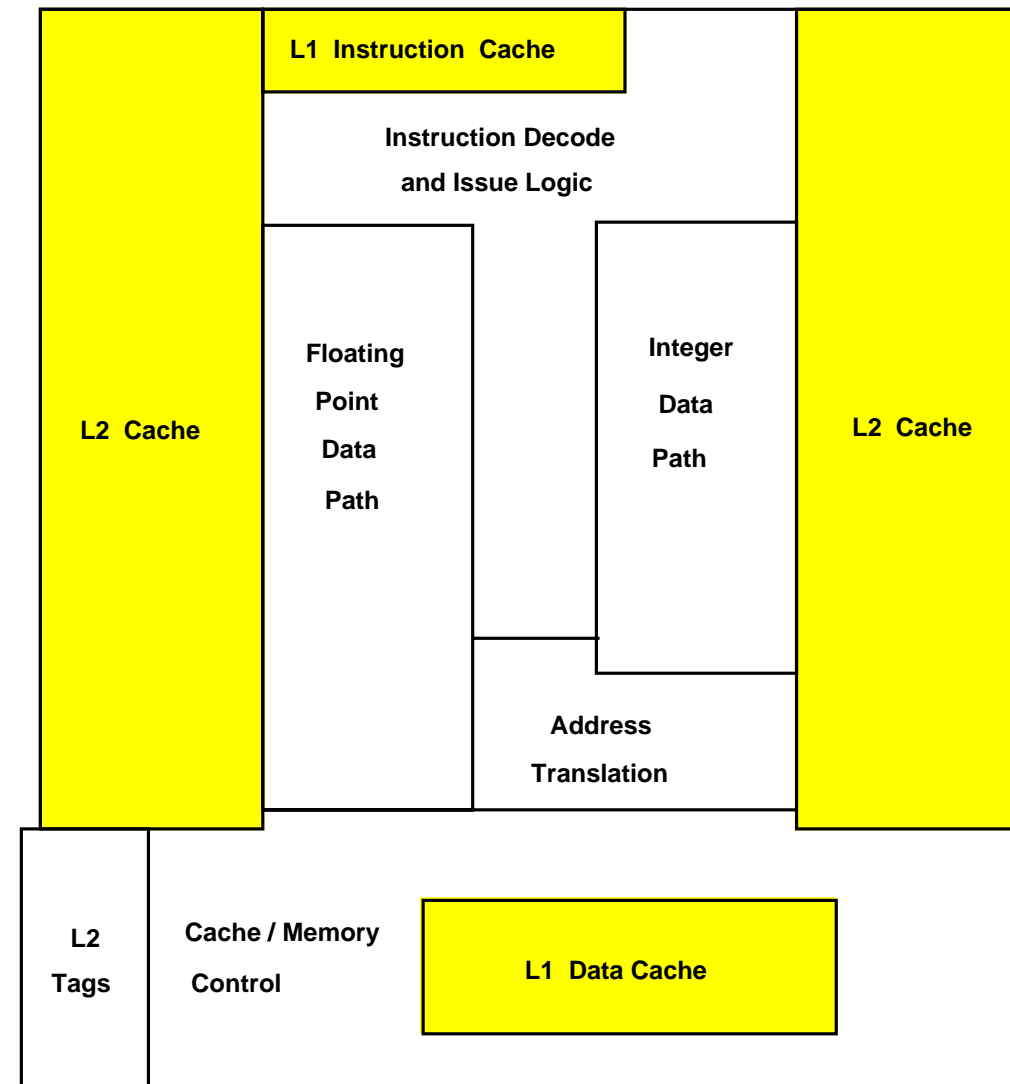 L1 Instruction Cache
Instruction Decode
and Issue Logic
L2 Cache
Floating
Point
Data
Path
Integer
Data
Path
L2 Cache
Address
Translation
L2
Tags
Cache / Memory
Control
L1 Data Cache